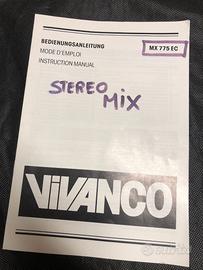 BEDIENUNGSANLEITUNG
MODE D'EMPLOI
INSTRUCTION MANUAL
MX 775 EC
STEREO
MIX
VIVANCO